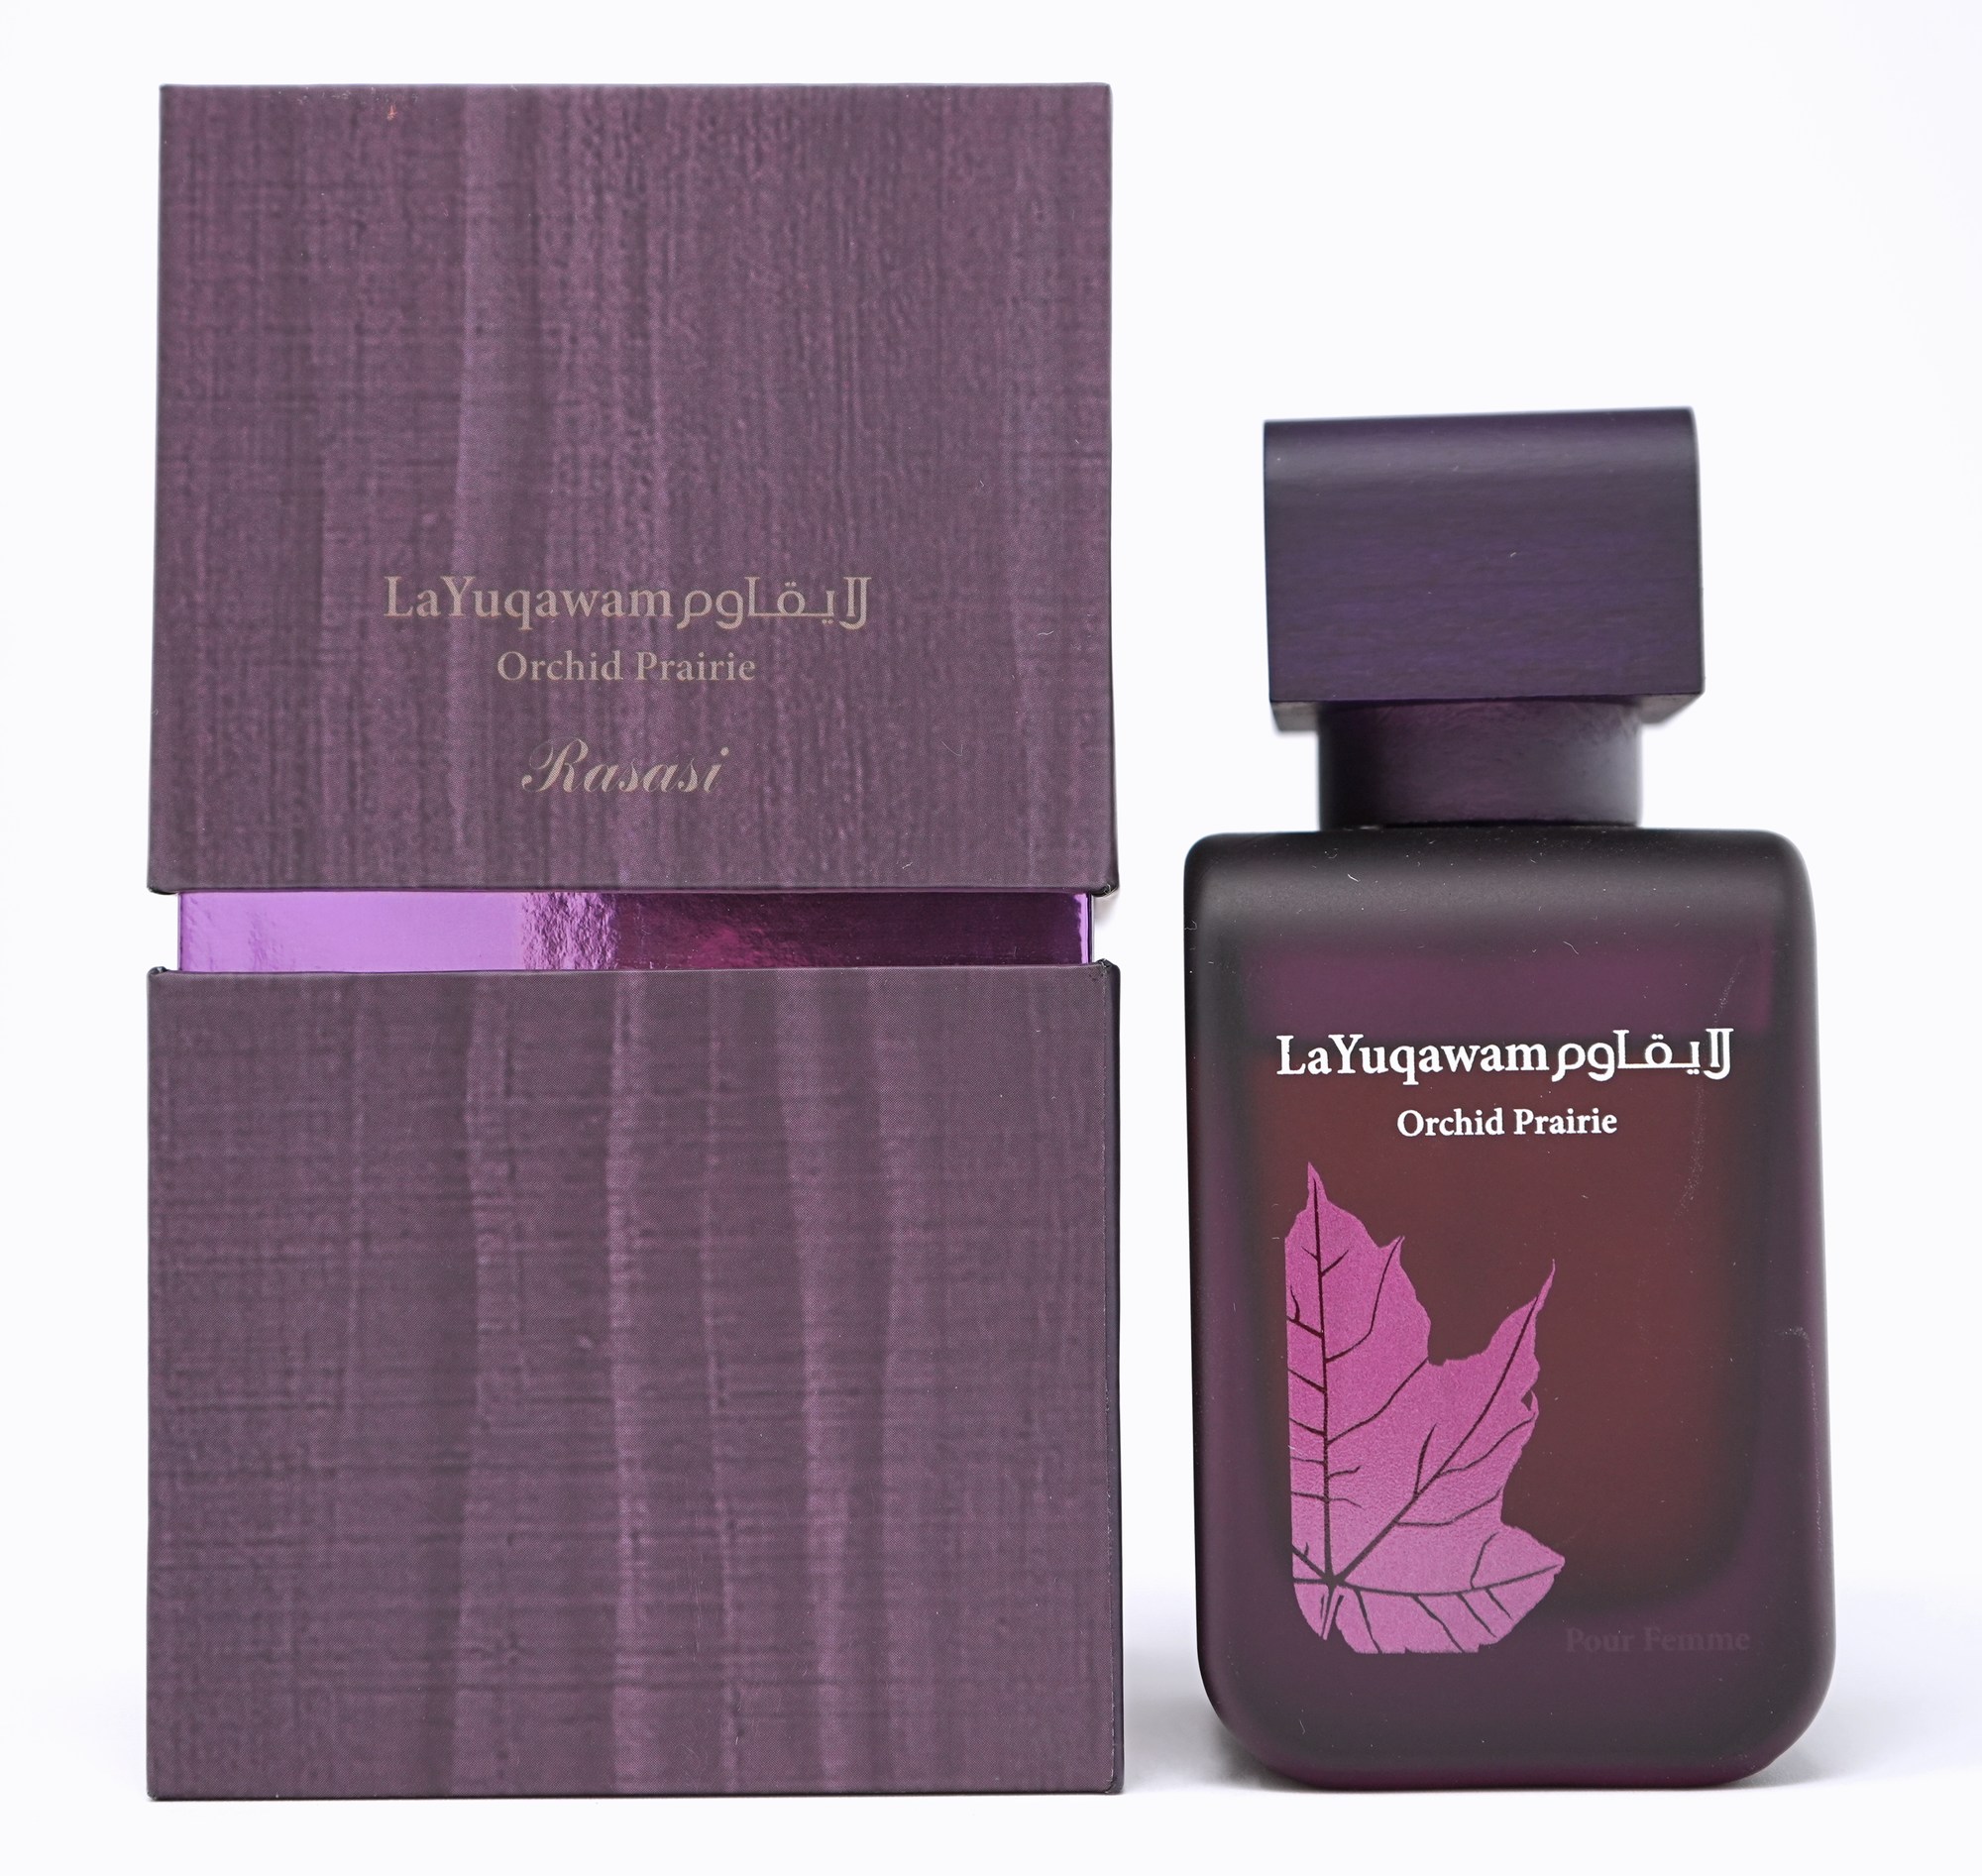 LaYuqawam لايقاوم
Orchid Prairie
Rasasi
LaYuqawam لايقاوم
Orchid Prairie
Pour Femme